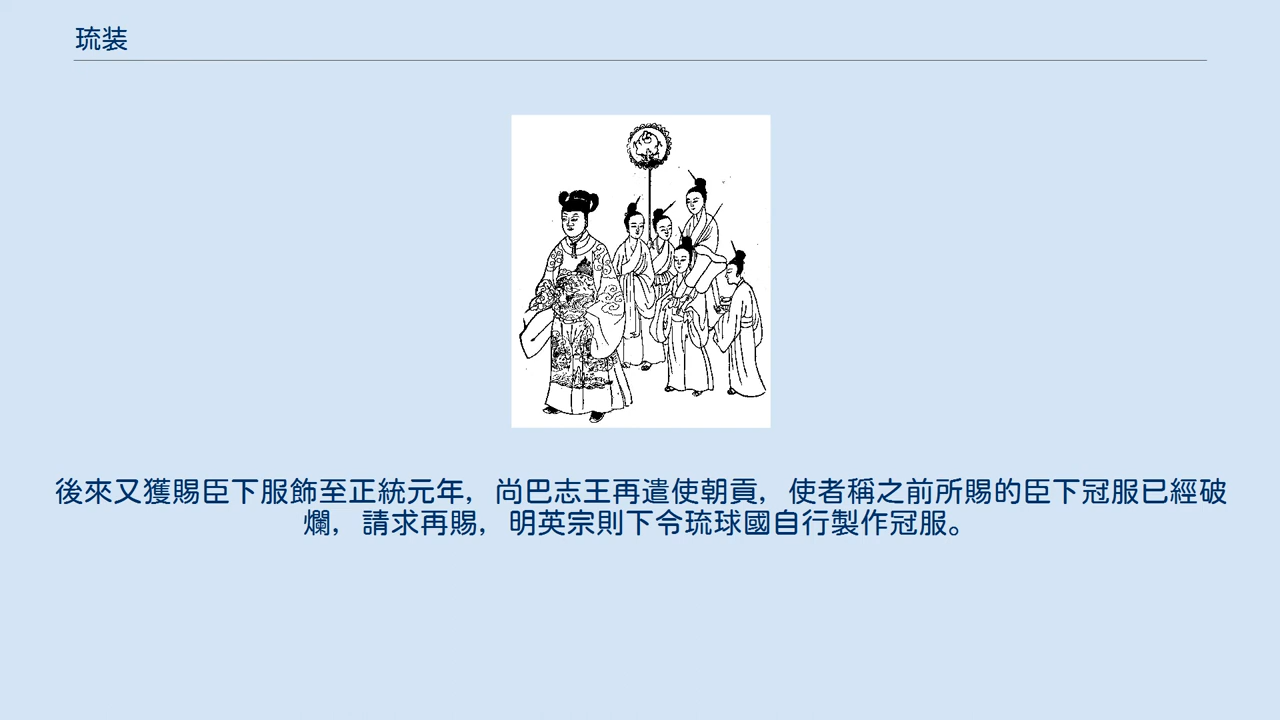 琉装
後來又獲賜臣下服飾至正統元年，尚巴志王再遣使朝貢，使者稱之前所賜的臣下冠服已經破
爛，請求再賜，明英宗則下令琉球國自行製作冠服。